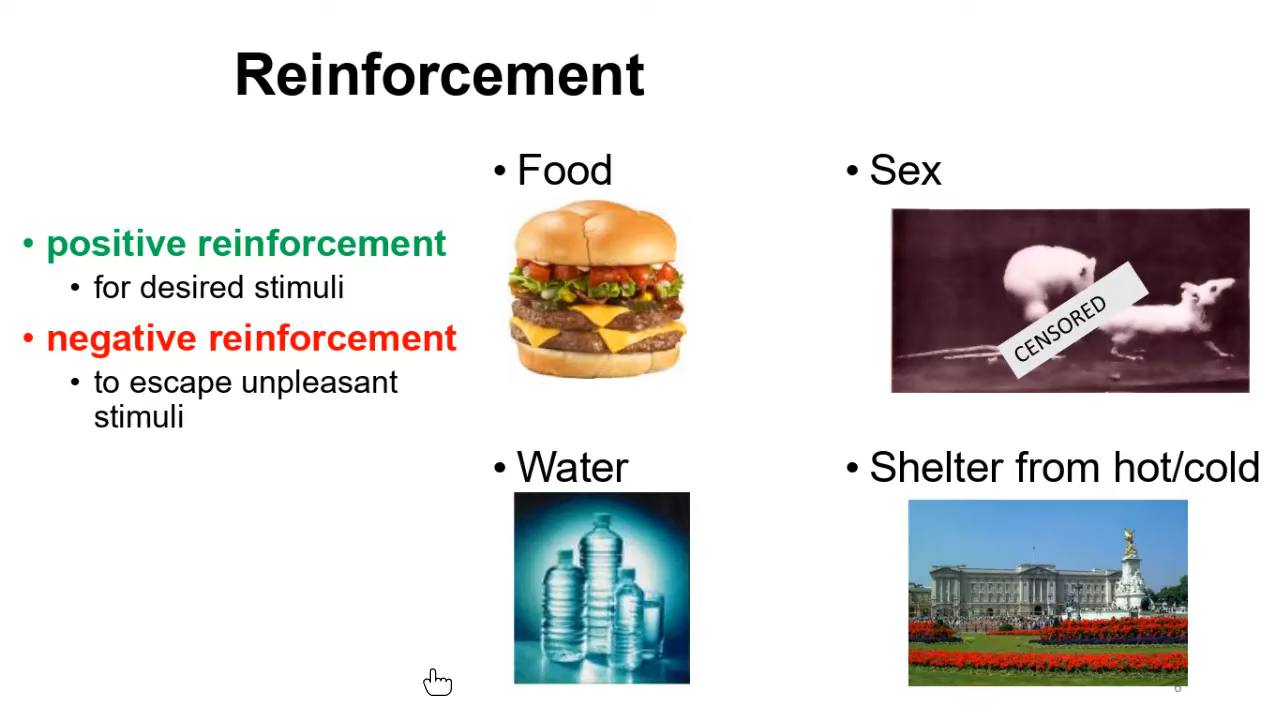 Reinforcement
• positive reinforcement
• for desired stimuli
• negative reinforcement
• to escape unpleasant
stimuli
• Food
• Sex
CENSORED
• Water
• Shelter from hot/cold
6